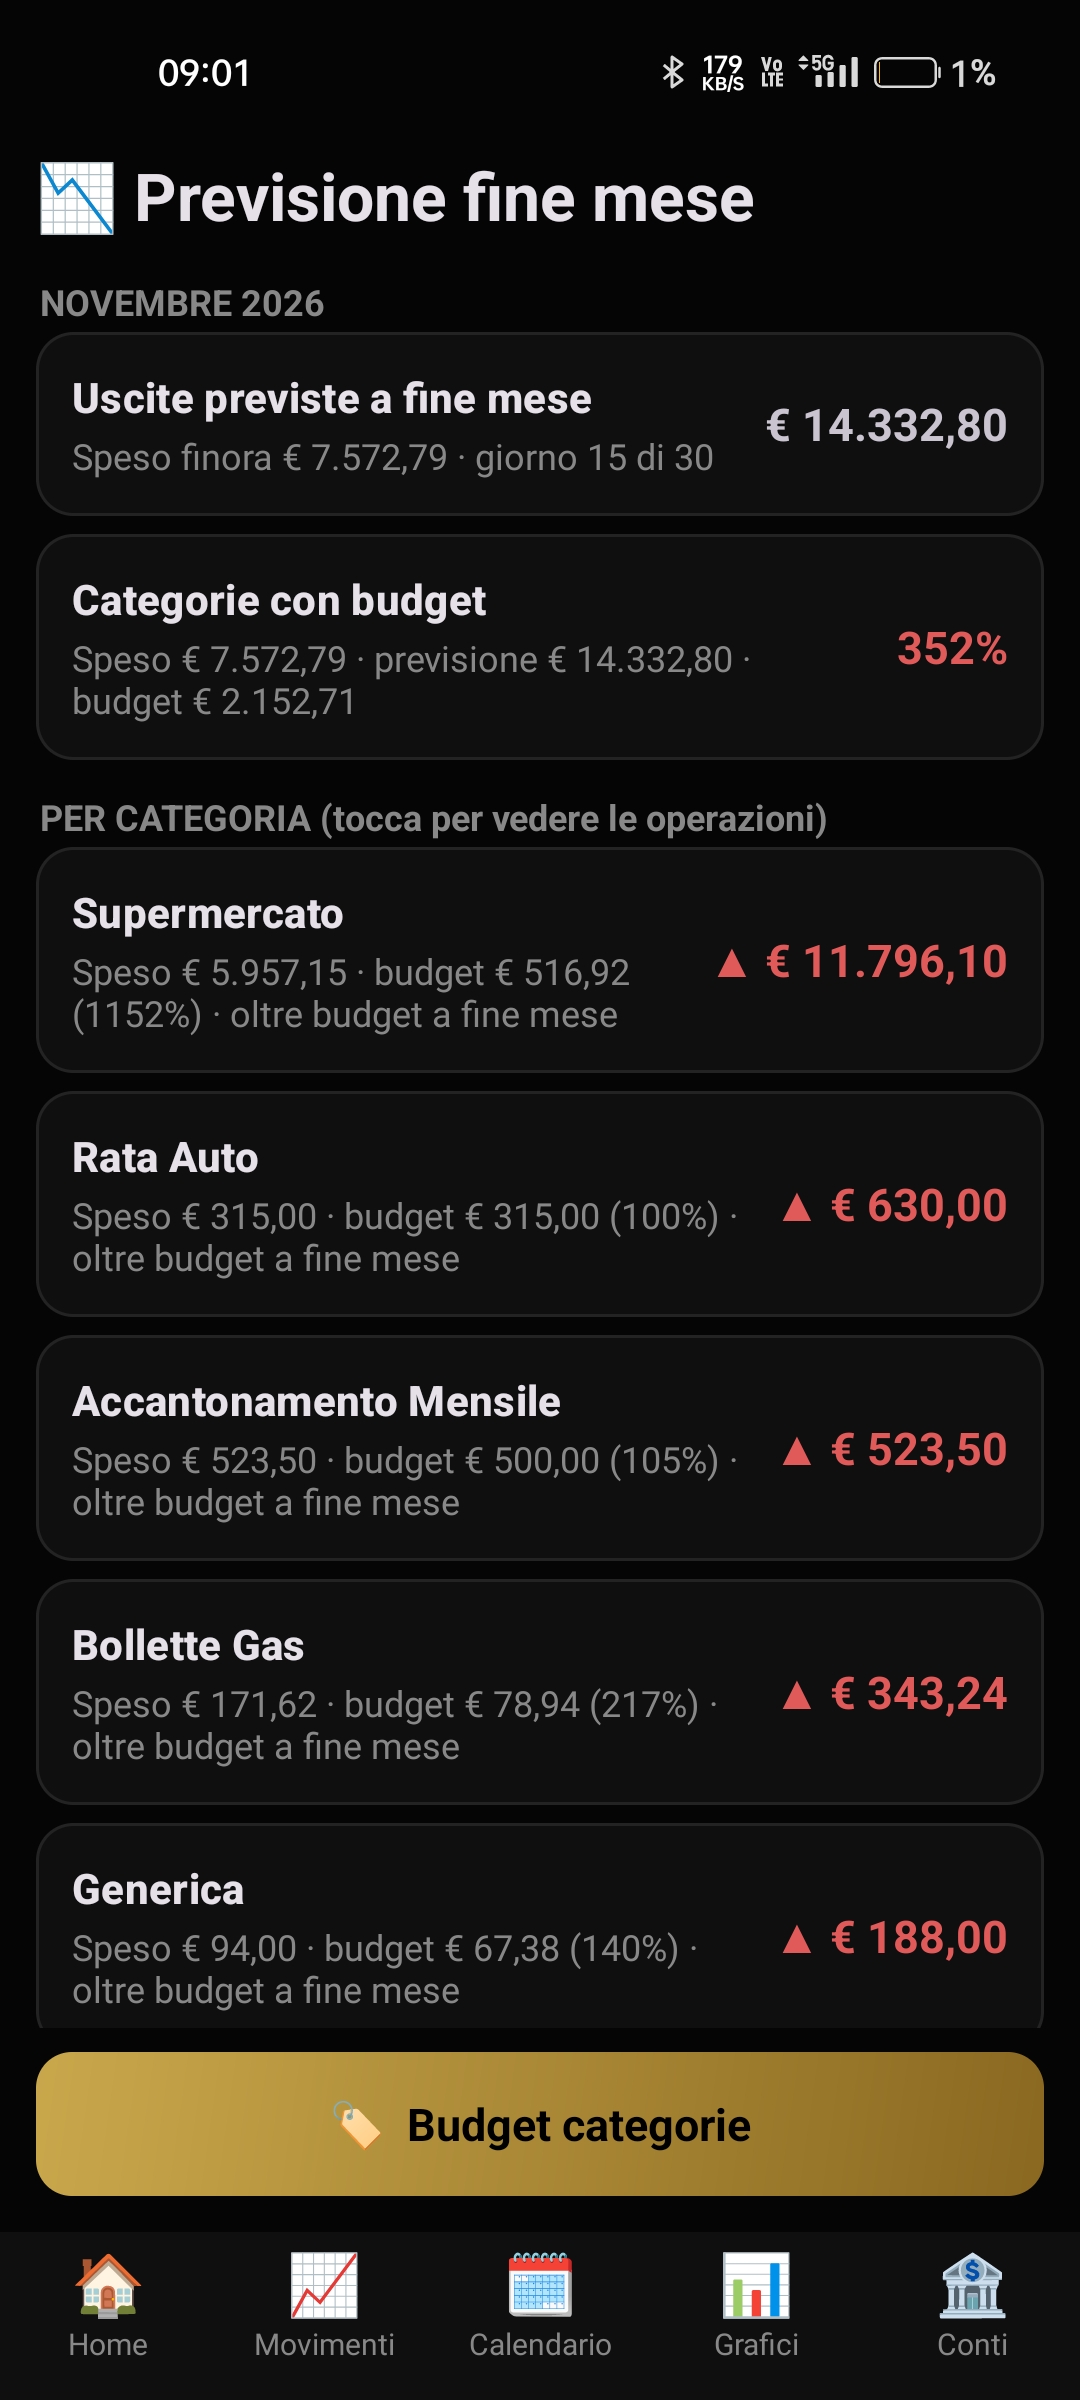 09:01
179 KB/S Vo LTE 5G 1%
Previsione fine mese
NOVEMBRE 2026
Uscite previste a fine mese
€ 14.332,80
Speso finora € 7.572,79 · giorno 15 di 30
Categorie con budget
352%
Speso € 7.572,79 · previsione € 14.332,80 ·
budget € 2.152,71
PER CATEGORIA (tocca per vedere le operazioni)
Supermercato
▲ € 11.796,10
Speso € 5.957,15 · budget € 516,92
(1152%) · oltre budget a fine mese
Rata Auto
▲ € 630,00
Speso € 315,00 · budget € 315,00 (100%) ·
oltre budget a fine mese
Accantonamento Mensile
▲ € 523,50
Speso € 523,50 · budget € 500,00 (105%) ·
oltre budget a fine mese
Bollette Gas
▲ € 343,24
Speso € 171,62 · budget € 78,94 (217%) ·
oltre budget a fine mese
Generica
▲ € 188,00
Speso € 94,00 · budget € 67,38 (140%) ·
oltre budget a fine mese
Budget categorie
Home Movimenti Calendario Grafici Conti